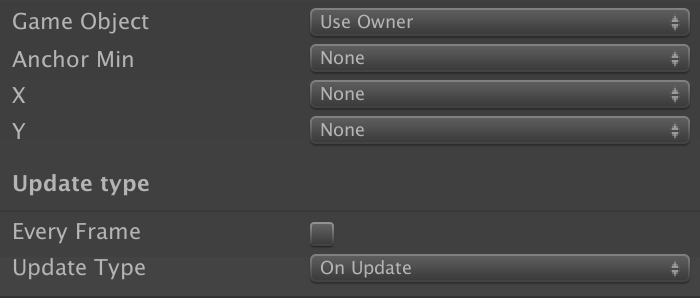 Game Object Use Owner
Anchor Min None
X None
Y None
Update type
Every Frame
Update Type On Update